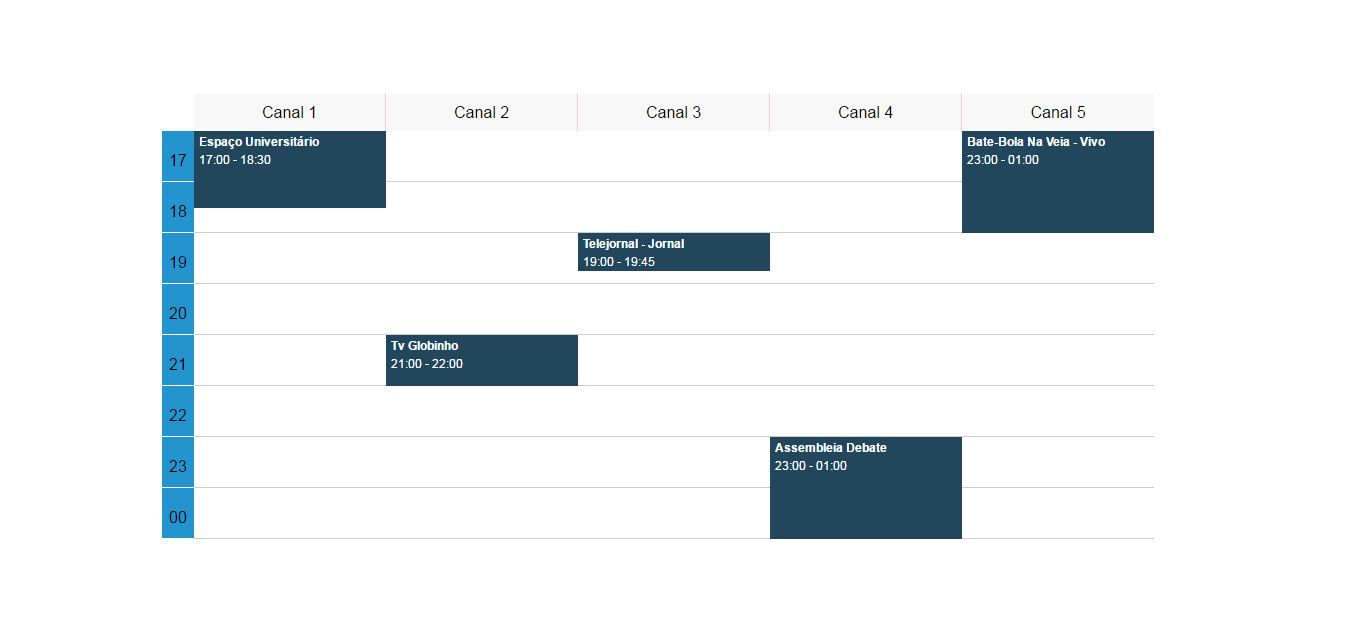 Canal 1 Canal 2 Canal 3 Canal 4 Canal 5
17
Espaço Universitário
17:00 - 18:30
Bate-Bola Na Veia - Vivo
23:00 - 01:00
18
19
Telejornal - Jornal
19:00 - 19:45
20
21
Tv Globinho
21:00 - 22:00
22
23
Assembleia Debate
23:00 - 01:00
00